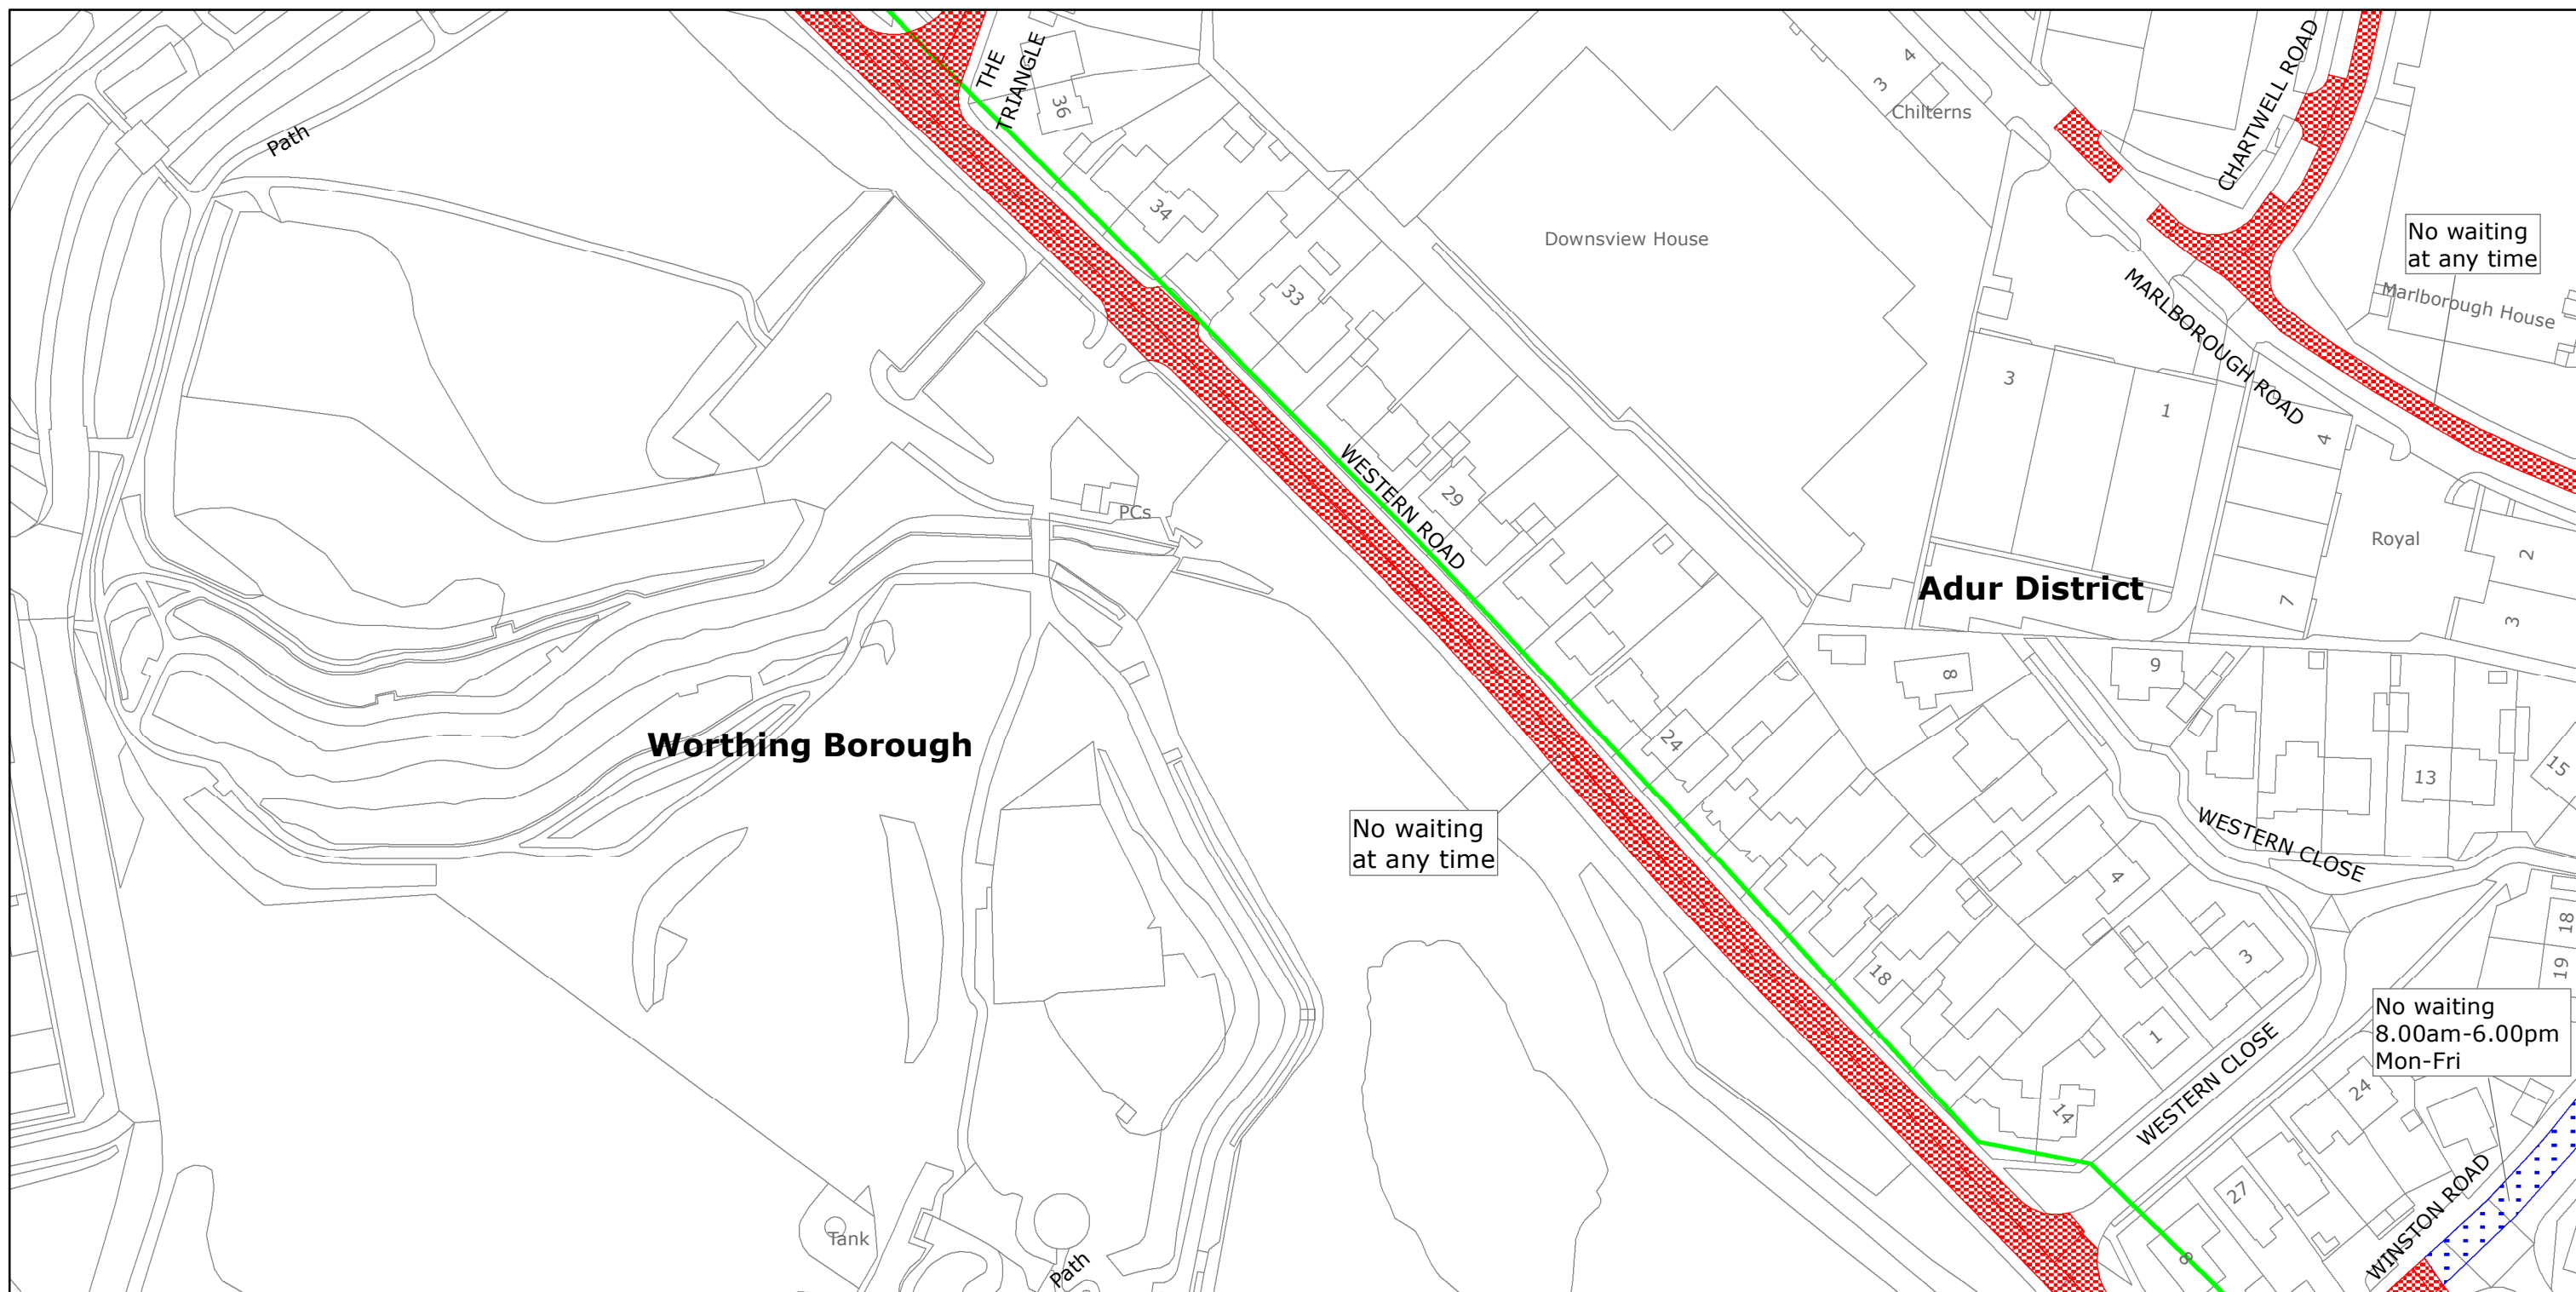 THE
TRIANGLE
36
4
3
Chilterns
CHARTWELL ROAD
Path
34
Downsview House
No waiting
at any time
Marlborough House
33
MARLBOROUGH ROAD
3
1
4
WESTERN ROAD
29
PCs
Royal
2
Adur District
7
3
9
8
Worthing Borough
24
13
15
WESTERN CLOSE
No waiting
at any time
4
18
19
3
18
No waiting
8.00am-6.00pm
Mon-Fri
1
14
24
WESTERN CLOSE
27
WINSTON ROAD
8
Tank
Path